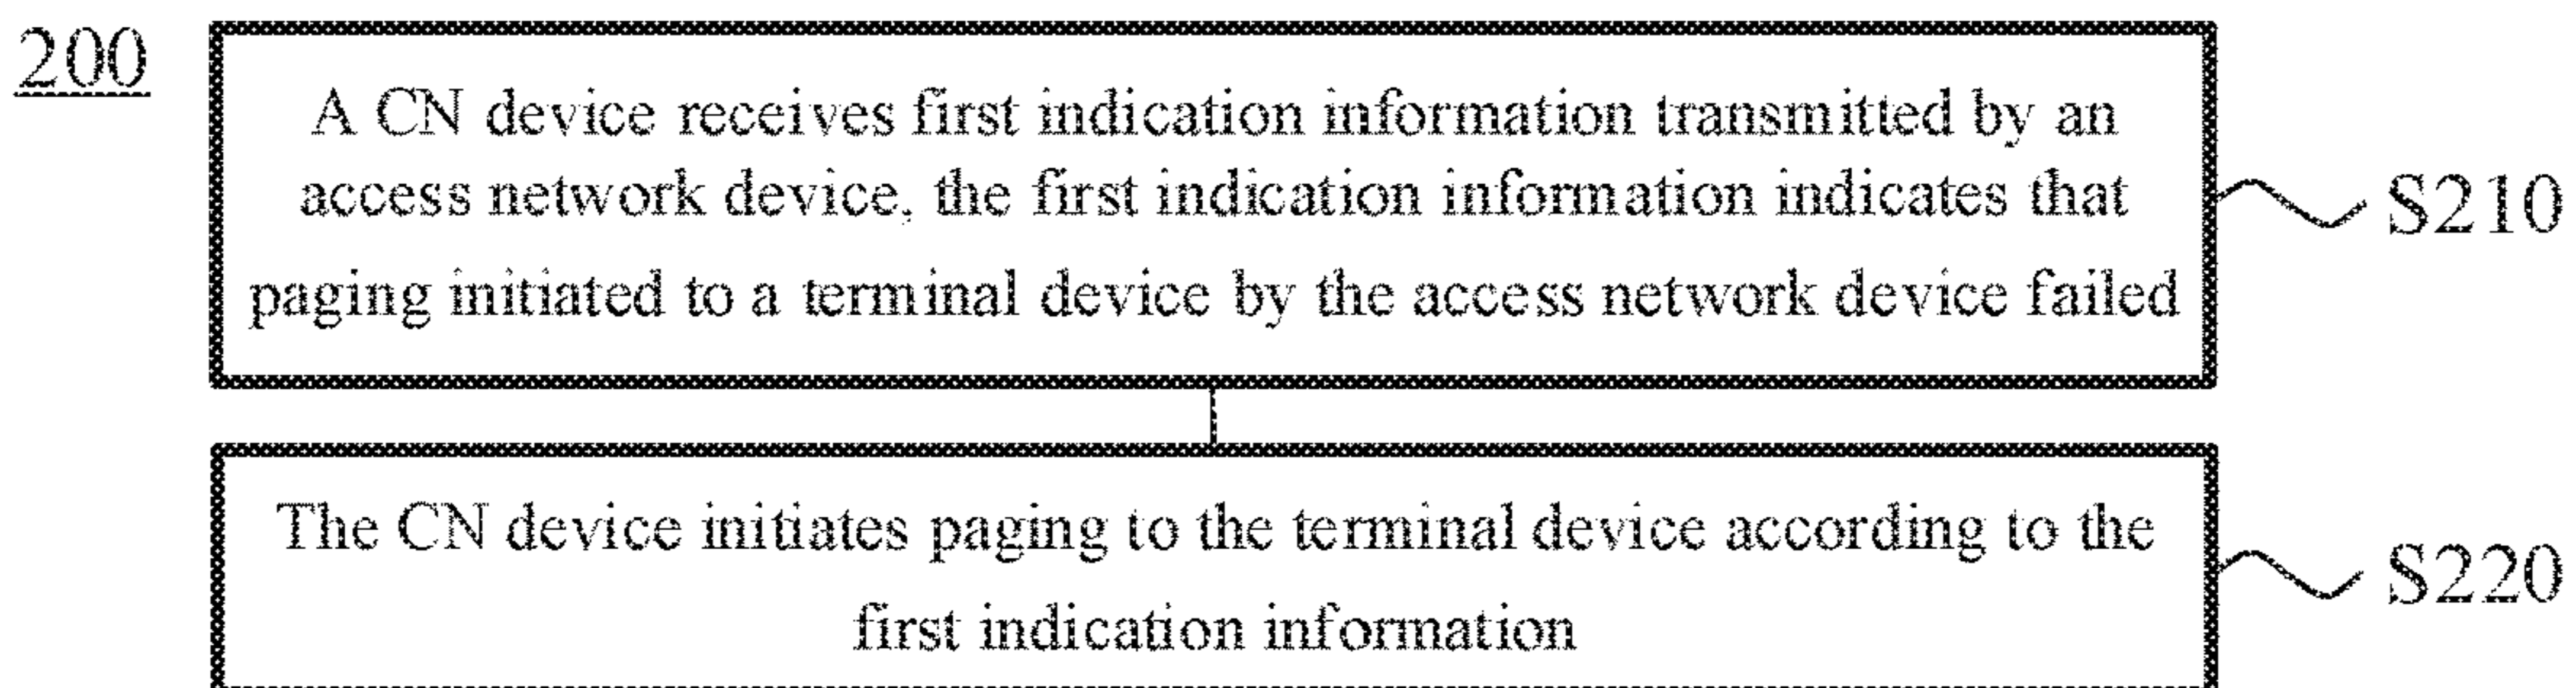 200
A CN device receives first indication information transmitted by an
access network device, the first indication information indicates that
paging initiated to a terminal device by the access network device failed
S210
The CN device initiates paging to the terminal device according to the
first indication information
S220